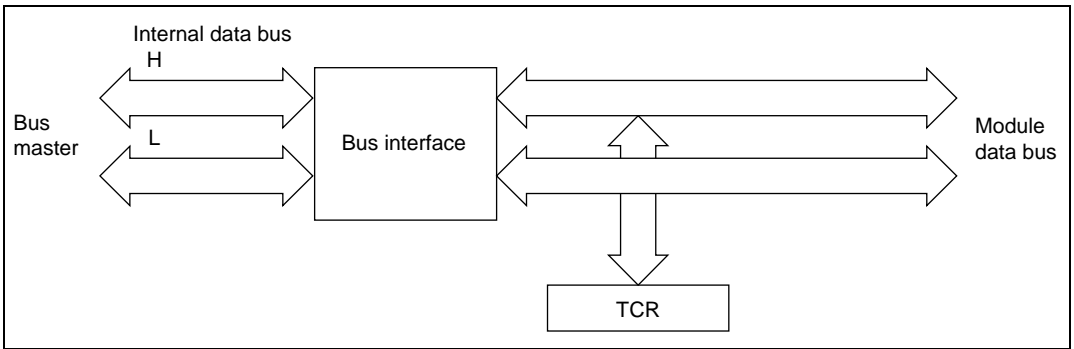 Internal data bus
H
Bus
master
L
Bus interface
Module
data bus
TCR